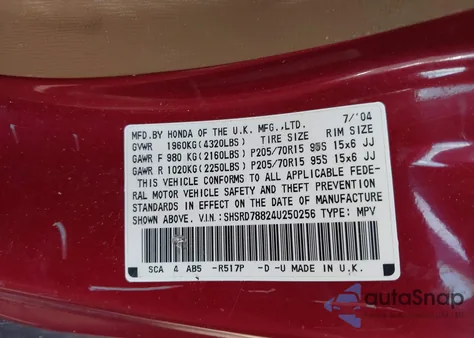 MFD.BY HONDA OF THE U.K. MFG.,LTD. 7/'04
GVWR 1960KG(4320LBS) TIRE SIZE RIM SIZE
GAWR F 980 KG(2160LBS) P205/70R15 95S 15x6 JJ
GAWR R 1020KG(2250LBS) P205/70R15 95S 15x6 JJ
THIS VEHICLE CONFORMS TO ALL APPLICABLE FEDE-
RAL MOTOR VEHICLE SAFETY AND THEFT PREVENTION
STANDARDS IN EFFECT ON THE DATE OF MANUFACTURE
SHOWN ABOVE. V.I.N:SHSRD78824U250256 TYPE: MPV
SCA 4 AB5 -R517P -D -U MADE IN U.K.
autoSnap